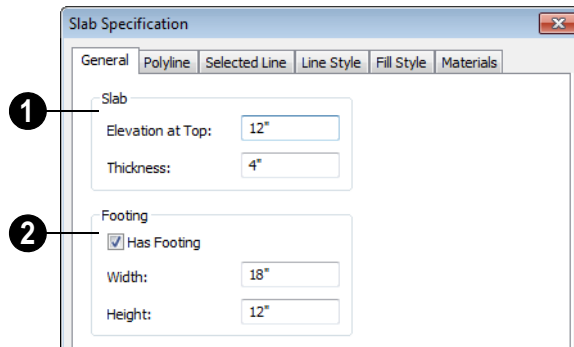 Slab Specification
General Polyline Selected Line Line Style Fill Style Materials
1
Slab
Elevation at Top: 12"
Thickness: 4"
2
Footing
Has Footing
Width: 18"
Height: 12"